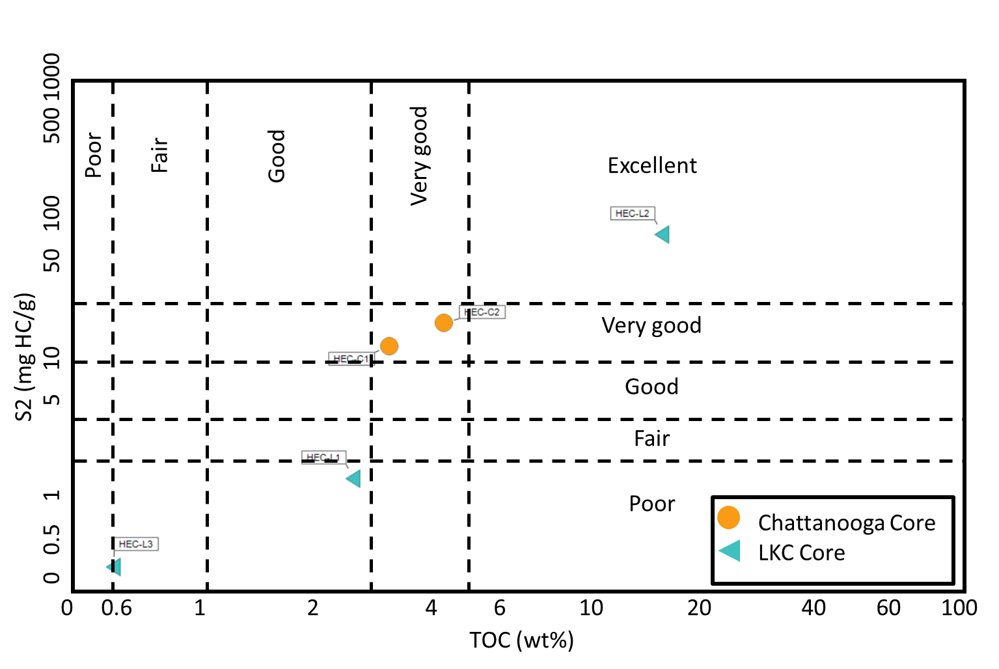 1000
500
100
50
10
5
1
0.5
0
S2 (mg HC/g)
Poor
Fair
Good
Very good
Excellent
Very good
Good
Fair
Poor
HEC-L2
HEC-C2
HEC-C1
HEC-L1
HEC-L3
Chattanooga Core
LKC Core
0 0.6 1 2 4 6 10 20 40 60 100
TOC (wt%)